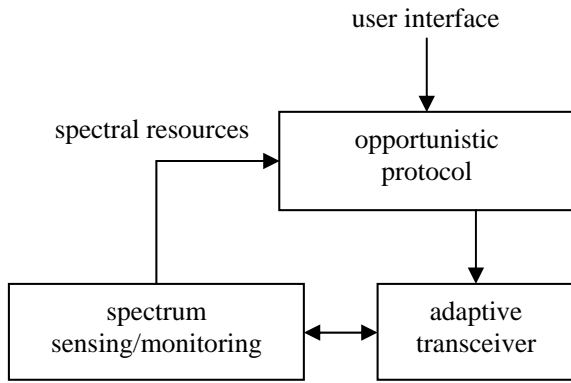 user interface
spectral resources
opportunistic
protocol
spectrum
sensing/monitoring
adaptive
transceiver